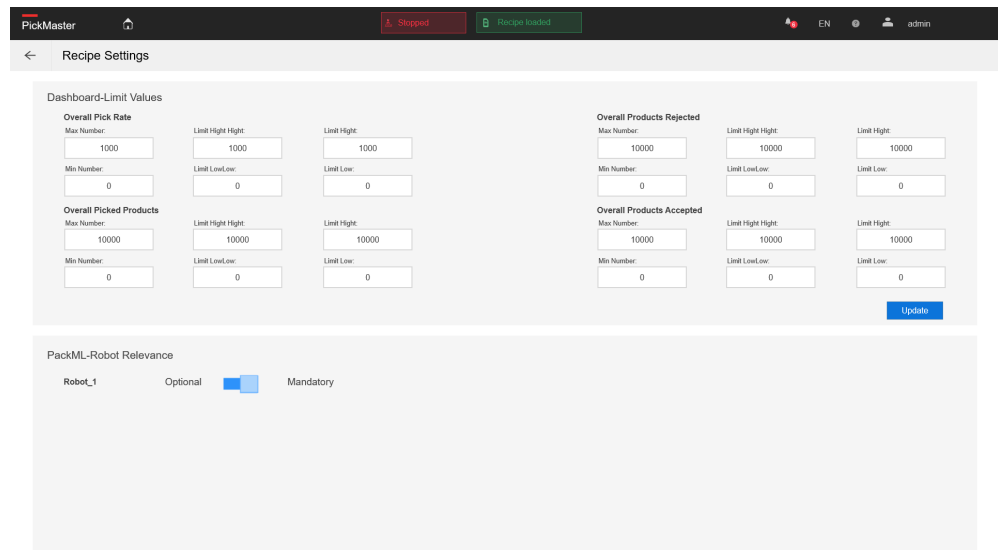 PickMaster Stopped Recipe loaded 6 EN ? admin
Recipe Settings
Dashboard-Limit Values
Overall Pick Rate
Max Number: Limit Hight Hight: Limit Hight:
1000 1000 1000
Min Number: Limit LowLow: Limit Low:
0 0 0
Overall Picked Products
Max Number: Limit Hight Hight: Limit Hight:
10000 10000 10000
Min Number: Limit LowLow: Limit Low:
0 0 0
Overall Products Rejected
Max Number: Limit Hight Hight: Limit Hight:
10000 10000 10000
Min Number: Limit LowLow: Limit Low:
0 0 0
Overall Products Accepted
Max Number: Limit Hight Hight: Limit Hight:
10000 10000 10000
Min Number: Limit LowLow: Limit Low:
0 0 0
Update
PackML-Robot Relevance
Robot_1 Optional Mandatory